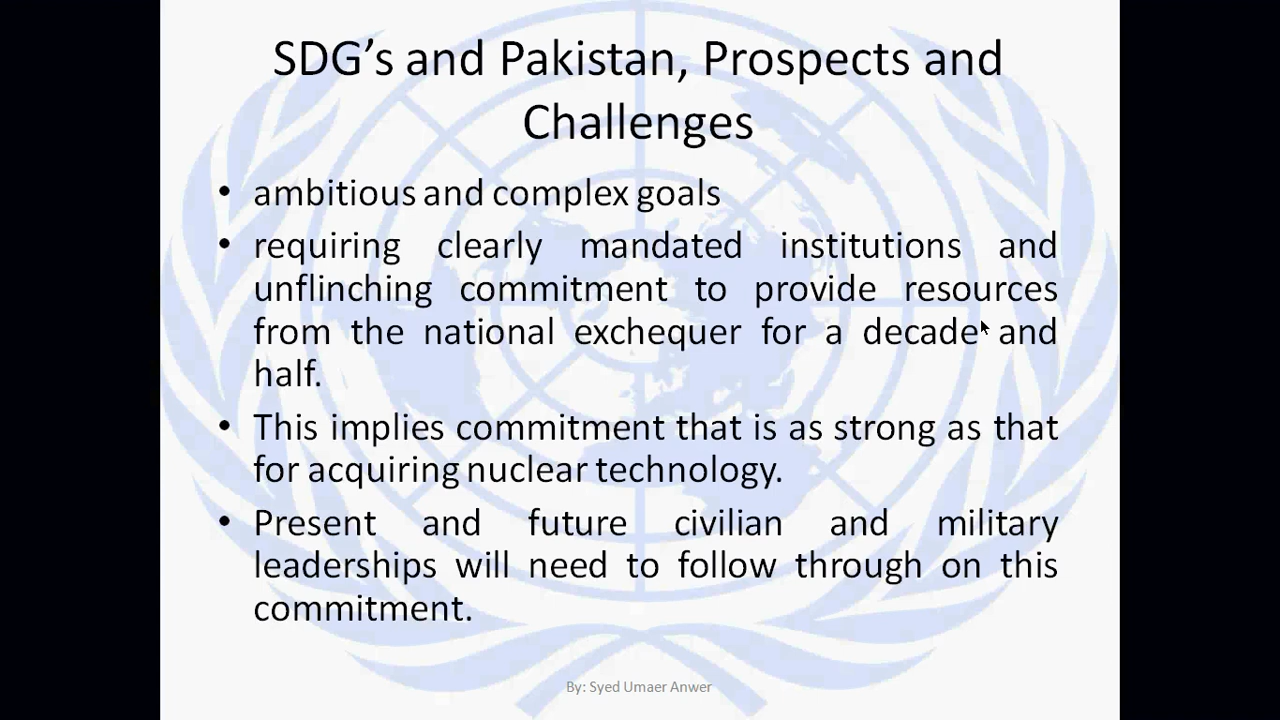 SDG’s and Pakistan, Prospects and
Challenges
• ambitious and complex goals
• requiring clearly mandated institutions and
unflinching commitment to provide resources
from the national exchequer for a decade and
half.
• This implies commitment that is as strong as that
for acquiring nuclear technology.
• Present and future civilian and military
leaderships will need to follow through on this
commitment.
By: Syed Umaer Anwer